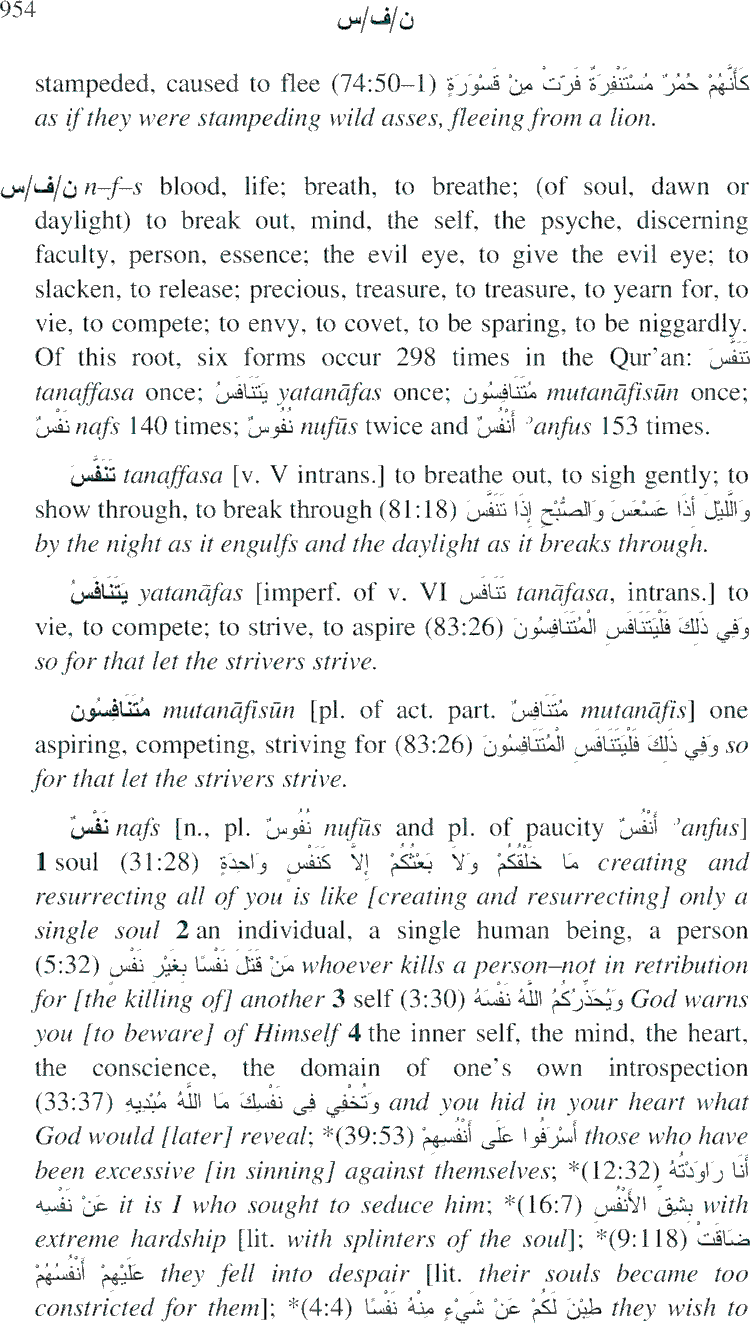 954
ن/ف/س
stampeded, caused to flee (74:50–1) كَأَنَّهُمْ حُمُرٌ مُسْتَنْفِرَةٌ فَرَّتْ مِنْ قَسْوَرَةٍ
as if they were stampeding wild asses, fleeing from a lion.
ن/ف/س n–f–s blood, life; breath, to breathe; (of soul, dawn or
daylight) to break out, mind, the self, the psyche, discerning
faculty, person, essence; the evil eye, to give the evil eye; to
slacken, to release; precious, treasure, to treasure, to yearn for, to
vie, to compete; to envy, to covet, to be sparing, to be niggardly.
Of this root, six forms occur 298 times in the Qur'an: تَنَفَّسَ
tanaffasa once; يَتَنَافَسُ yatanāfas once; مُتَنَافِسُون mutanāfisūn once;
نَفْسٌ nafs 140 times; نُفُوسٌ nufūs twice and أَنْفُسٌ ʾanfus 153 times.
تَنَفَّسَ tanaffasa [v. V intrans.] to breathe out, to sigh gently; to
show through, to break through (81:18) وَاللَّيْلَ أذَا عَسْعَسَ وَالصُّبْحِ إِذَا تَنَفَّسَ
by the night as it engulfs and the daylight as it breaks through.
يَتَنَافَسُ yatanāfas [imperf. of v. VI تَنَافَس tanāfasa, intrans.] to
vie, to compete; to strive, to aspire (83:26) وَفِي ذَلِكَ فَلْيَتَنَافَسِ الْمُتَنَافِسُونَ
so for that let the strivers strive.
مُتَنَافِسُون mutanāfisūn [pl. of act. part. مُتَنَافِسٌ mutanāfis] one
aspiring, competing, striving for (83:26) وَفِي ذَلِكَ فَلْيَتَنَافَسِ الْمُتَنَافِسُونَ so
for that let the strivers strive.
نَفْسٌ nafs [n., pl. نُفُوسٌ nufūs and pl. of paucity أَنْفُسٌ ʾanfus]
1 soul (31:28) مَا خَلْقُكُمْ وَلَا بَعْثُكُمْ إِلَّا كَنَفْسٍ وَاحِدَةٍ creating and
resurrecting all of you is like [creating and resurrecting] only a
single soul 2 an individual, a single human being, a person
(5:32) مَنْ قَتَلَ نَفْسًا بِغَيْرِ نَفْسٍ whoever kills a person–not in retribution
for [the killing of] another 3 self (3:30) وَيُحَذِّرُكُمُ اللَّهُ نَفْسَهُ God warns
you [to beware] of Himself 4 the inner self, the mind, the heart,
the conscience, the domain of one's own introspection
(33:37) وَتُخْفِي فِى نَفْسِكَ مَا اللَّهُ مُبْدِيهِ and you hid in your heart what
God would [later] reveal; *(39:53) أَسْرَفُوا عَلَى أَنْفُسِهِمْ those who have
been excessive [in sinning] against themselves; *(12:32) أَنَا رَاوَدْتُهُ
عَنْ نَفْسِه it is I who sought to seduce him; *(16:7) بِشِقِّ الأَنْفُسِ with
extreme hardship [lit. with splinters of the soul]; *(9:118) ضَاقَتْ
عَلَيْهِمْ أَنْفُسُهُمْ they fell into despair [lit. their souls became too
constricted for them]; *(4:4) طِبْنَ لَكُمْ عَنْ شَيْءٍ مِنْهُ نَفْسًا they wish to